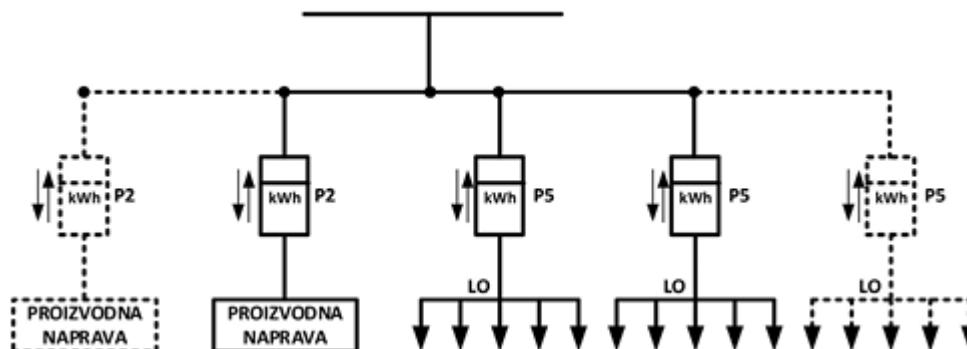 kWh P2
kWh P2
kWh P5
kWh P5
kWh P5
LO
LO
LO
PROIZVODNA
NAPRAVA
PROIZVODNA
NAPRAVA